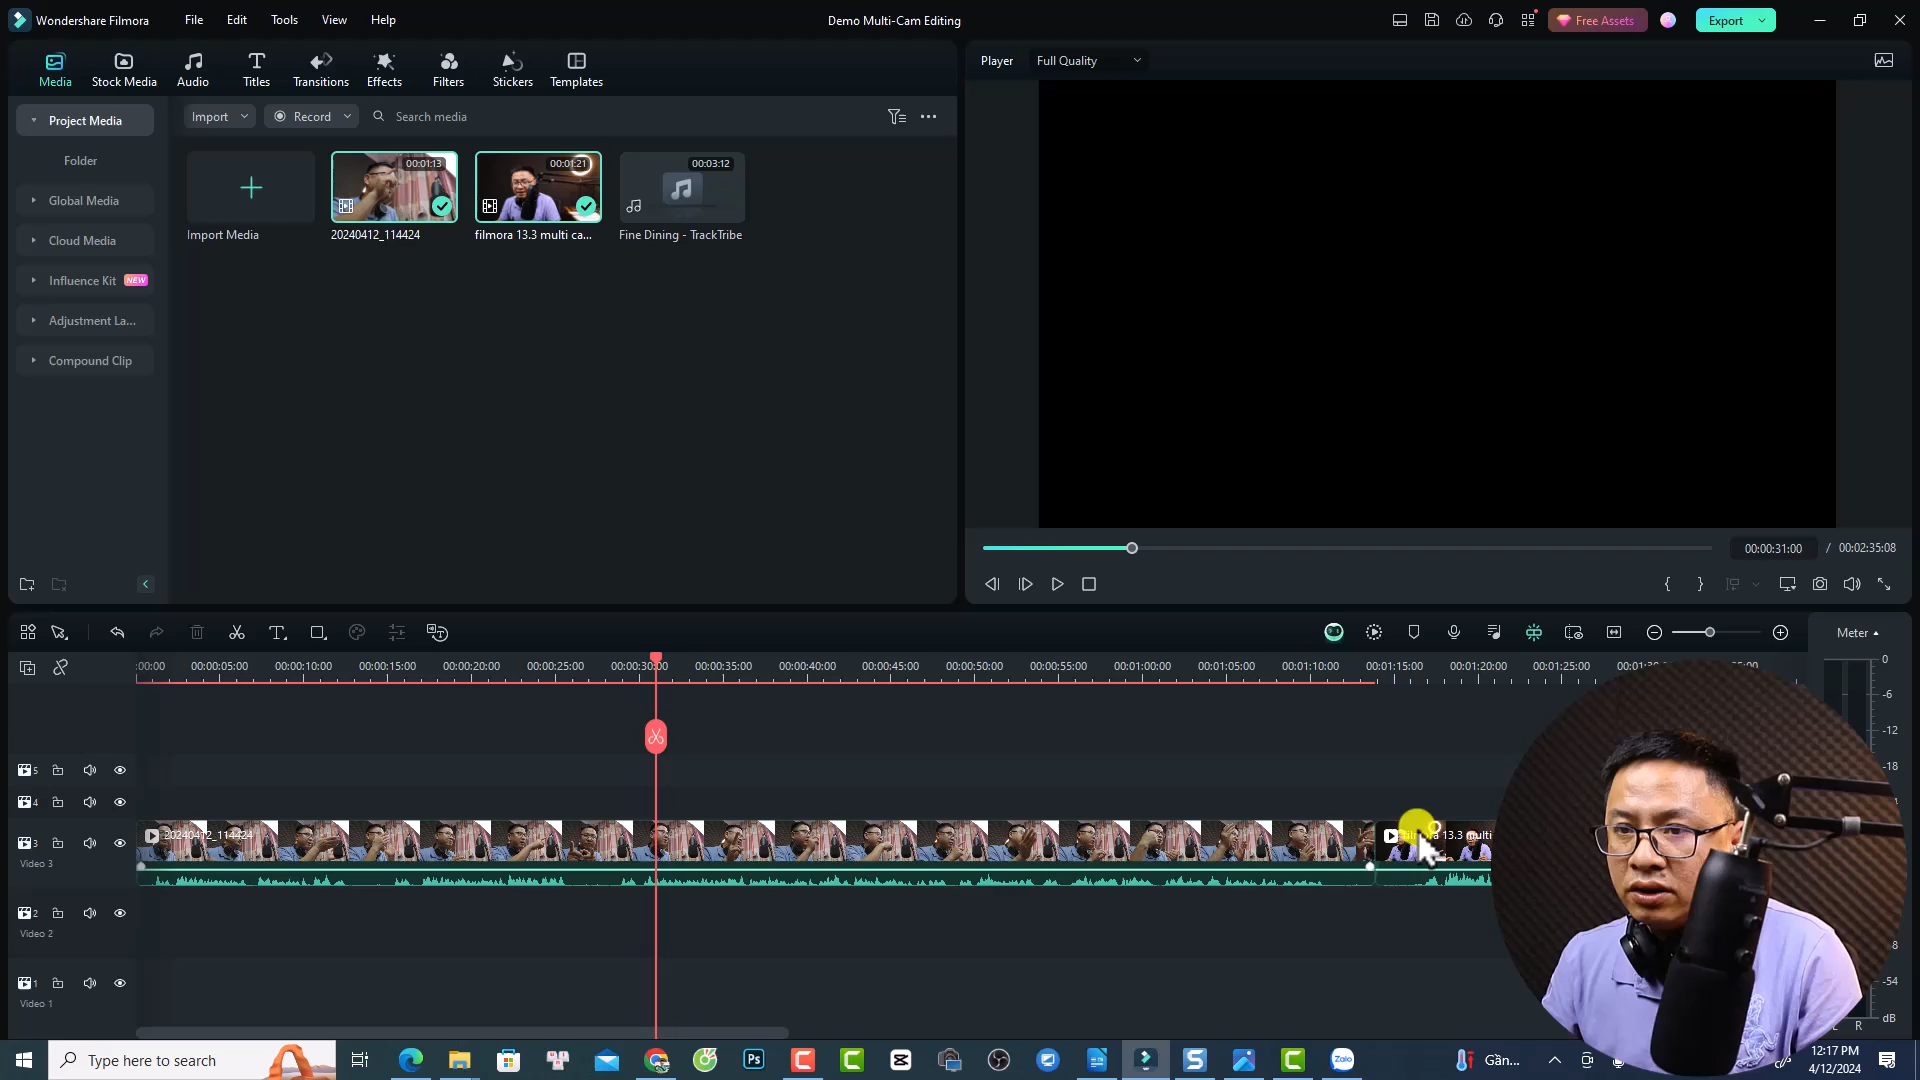 Wondershare Filmora
File
Edit
Tools
View
Help
Demo Multi-Cam Editing
Free Assets
Export
Media
Stock Media
Audio
Titles
Transitions
Effects
Filters
Stickers
Templates
Player
Full Quality
Project Media
Folder
Global Media
Cloud Media
Influence Kit
NEW
Adjustment La...
Compound Clip
Import
Record
Search media
Import Media
00:01:13
20240412_114424
00:01:21
filmora 13.3 multi ca...
00:03:12
Fine Dining - TrackTribe
00:00:31:00
/
00:02:35:08
{ }
Meter
:00:00
00:00:05:00
00:00:10:00
00:00:15:00
00:00:20:00
00:00:25:00
00:00:30:00
00:00:35:00
00:00:40:00
00:00:45:00
00:00:50:00
00:00:55:00
00:01:00:00
00:01:05:00
00:01:10:00
00:01:15:00
00:01:20:00
00:01:25:00
0
-6
-12
-18
8
-54
dB
R
5
4
20240412_114424
13.3 multi
3
Video 3
2
Video 2
1
Video 1
Type here to search
Ps
Zalo
Gần...
12:17 PM
4/12/2024